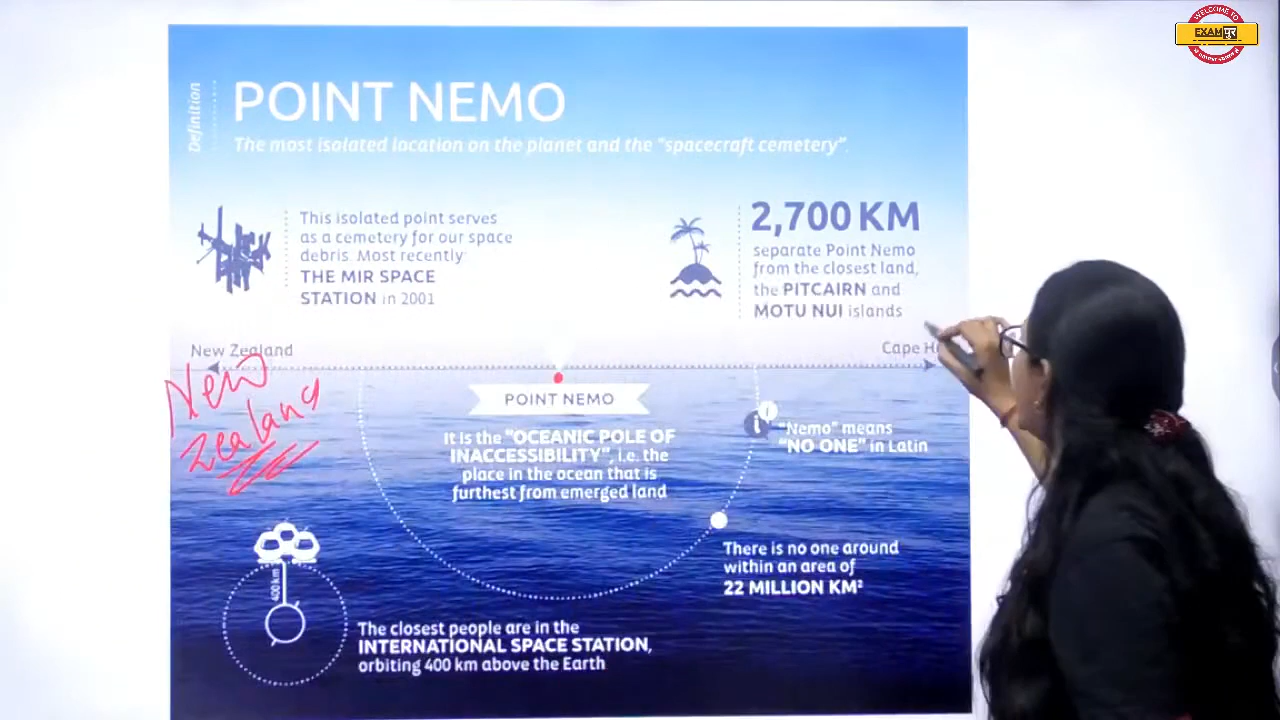 WELCOME TO
EXAM पुर
Definition
POINT NEMO
The most isolated location on the planet and the "spacecraft cemetery".
This isolated point serves
as a cemetery for our space
debris. Most recently:
THE MIR SPACE
STATION in 2001
2,700 KM
separate Point Nemo
from the closest land,
the PITCAIRN and
MOTU NUI islands
New Zealand
Cape H
New
Zealand
POINT NEMO
It is the "OCEANIC POLE OF
INACCESSIBILITY", i.e. the
place in the ocean that is
furthest from emerged land
i
"Nemo" means
"NO ONE" in Latin
There is no one around
within an area of
22 MILLION KM²
400 km
The closest people are in the
INTERNATIONAL SPACE STATION,
orbiting 400 km above the Earth